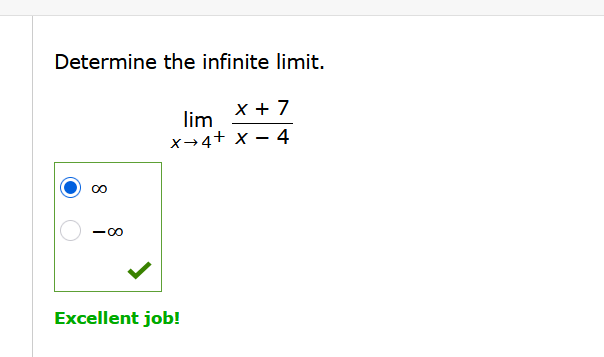 Determine the infinite limit.
lim x→4⁺ (x + 7)/(x − 4)
∞
−∞
Excellent job!